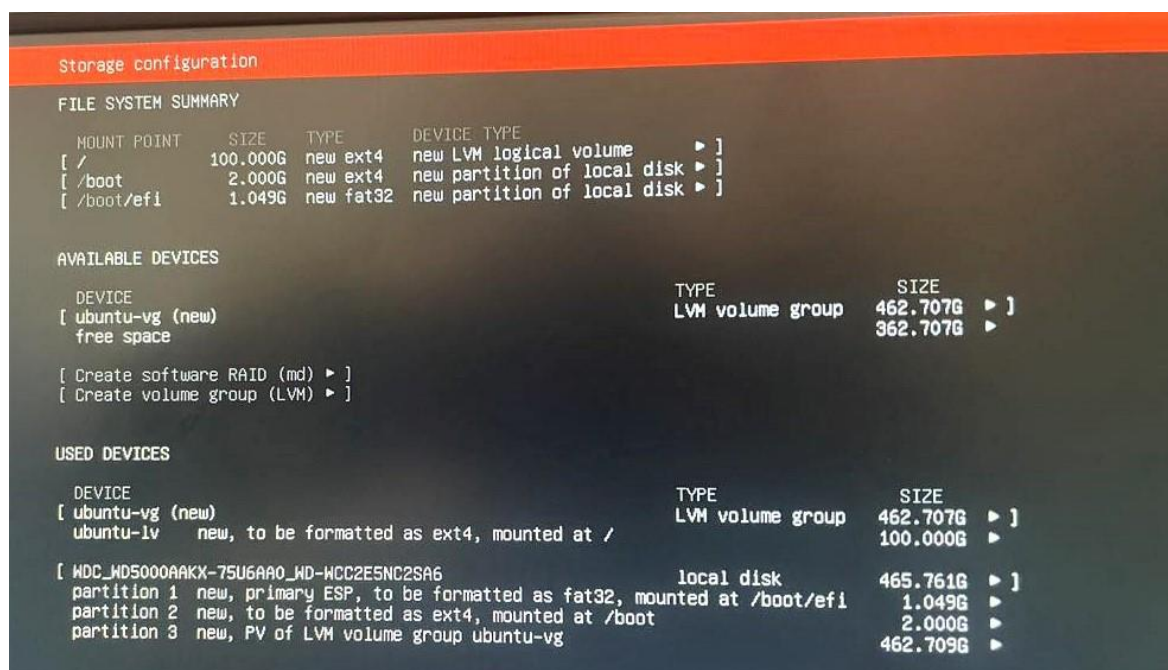 Storage configuration
FILE SYSTEM SUMMARY
MOUNT POINT SIZE TYPE DEVICE TYPE
[ / 100.000G new ext4 new LVM logical volume ▸ ]
[ /boot 2.000G new ext4 new partition of local disk ▸ ]
[ /boot/efi 1.049G new fat32 new partition of local disk ▸ ]
AVAILABLE DEVICES
DEVICE TYPE SIZE
[ ubuntu-vg (new) LVM volume group 462.707G ▸ ]
free space 362.707G ▸
[ Create software RAID (md) ▸ ]
[ Create volume group (LVM) ▸ ]
USED DEVICES
DEVICE TYPE SIZE
[ ubuntu-vg (new) LVM volume group 462.707G ▸ ]
ubuntu-lv new, to be formatted as ext4, mounted at / 100.000G ▸
[ WDC_WD5000AAKX-75U6AA0_WD-WCC2E5NC2SA6 local disk 465.761G ▸ ]
partition 1 new, primary ESP, to be formatted as fat32, mounted at /boot/efi 1.049G ▸
partition 2 new, to be formatted as ext4, mounted at /boot 2.000G ▸
partition 3 new, PV of LVM volume group ubuntu-vg 462.709G ▸